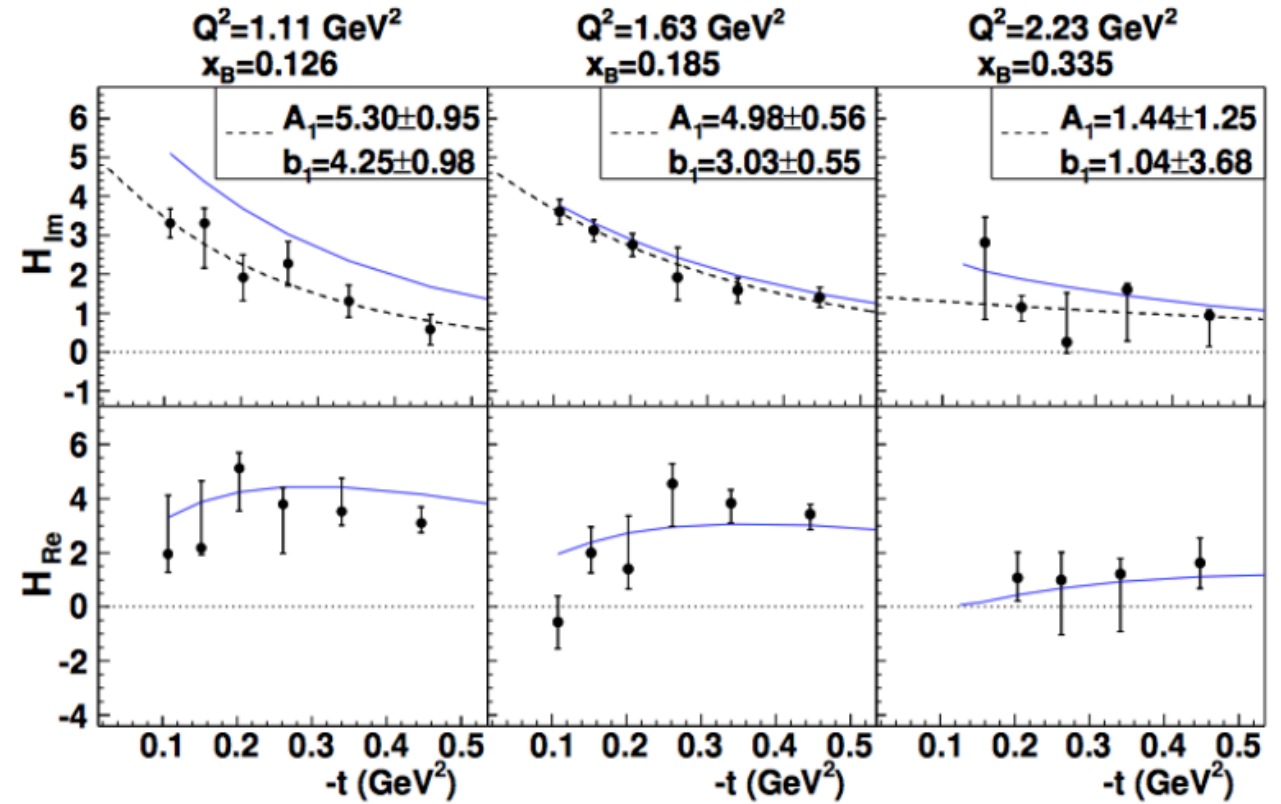 Q²=1.11 GeV²
x_B=0.126
Q²=1.63 GeV²
x_B=0.185
Q²=2.23 GeV²
x_B=0.335
A₁=5.30±0.95
b₁=4.25±0.98
A₁=4.98±0.56
b₁=3.03±0.55
A₁=1.44±1.25
b₁=1.04±3.68
H_Im
6
5
4
3
2
1
0
-1
H_Re
6
4
2
0
-2
-4
0.1 0.2 0.3 0.4 0.5
0.1 0.2 0.3 0.4 0.5
0.1 0.2 0.3 0.4 0.5
-t (GeV²)
-t (GeV²)
-t (GeV²)